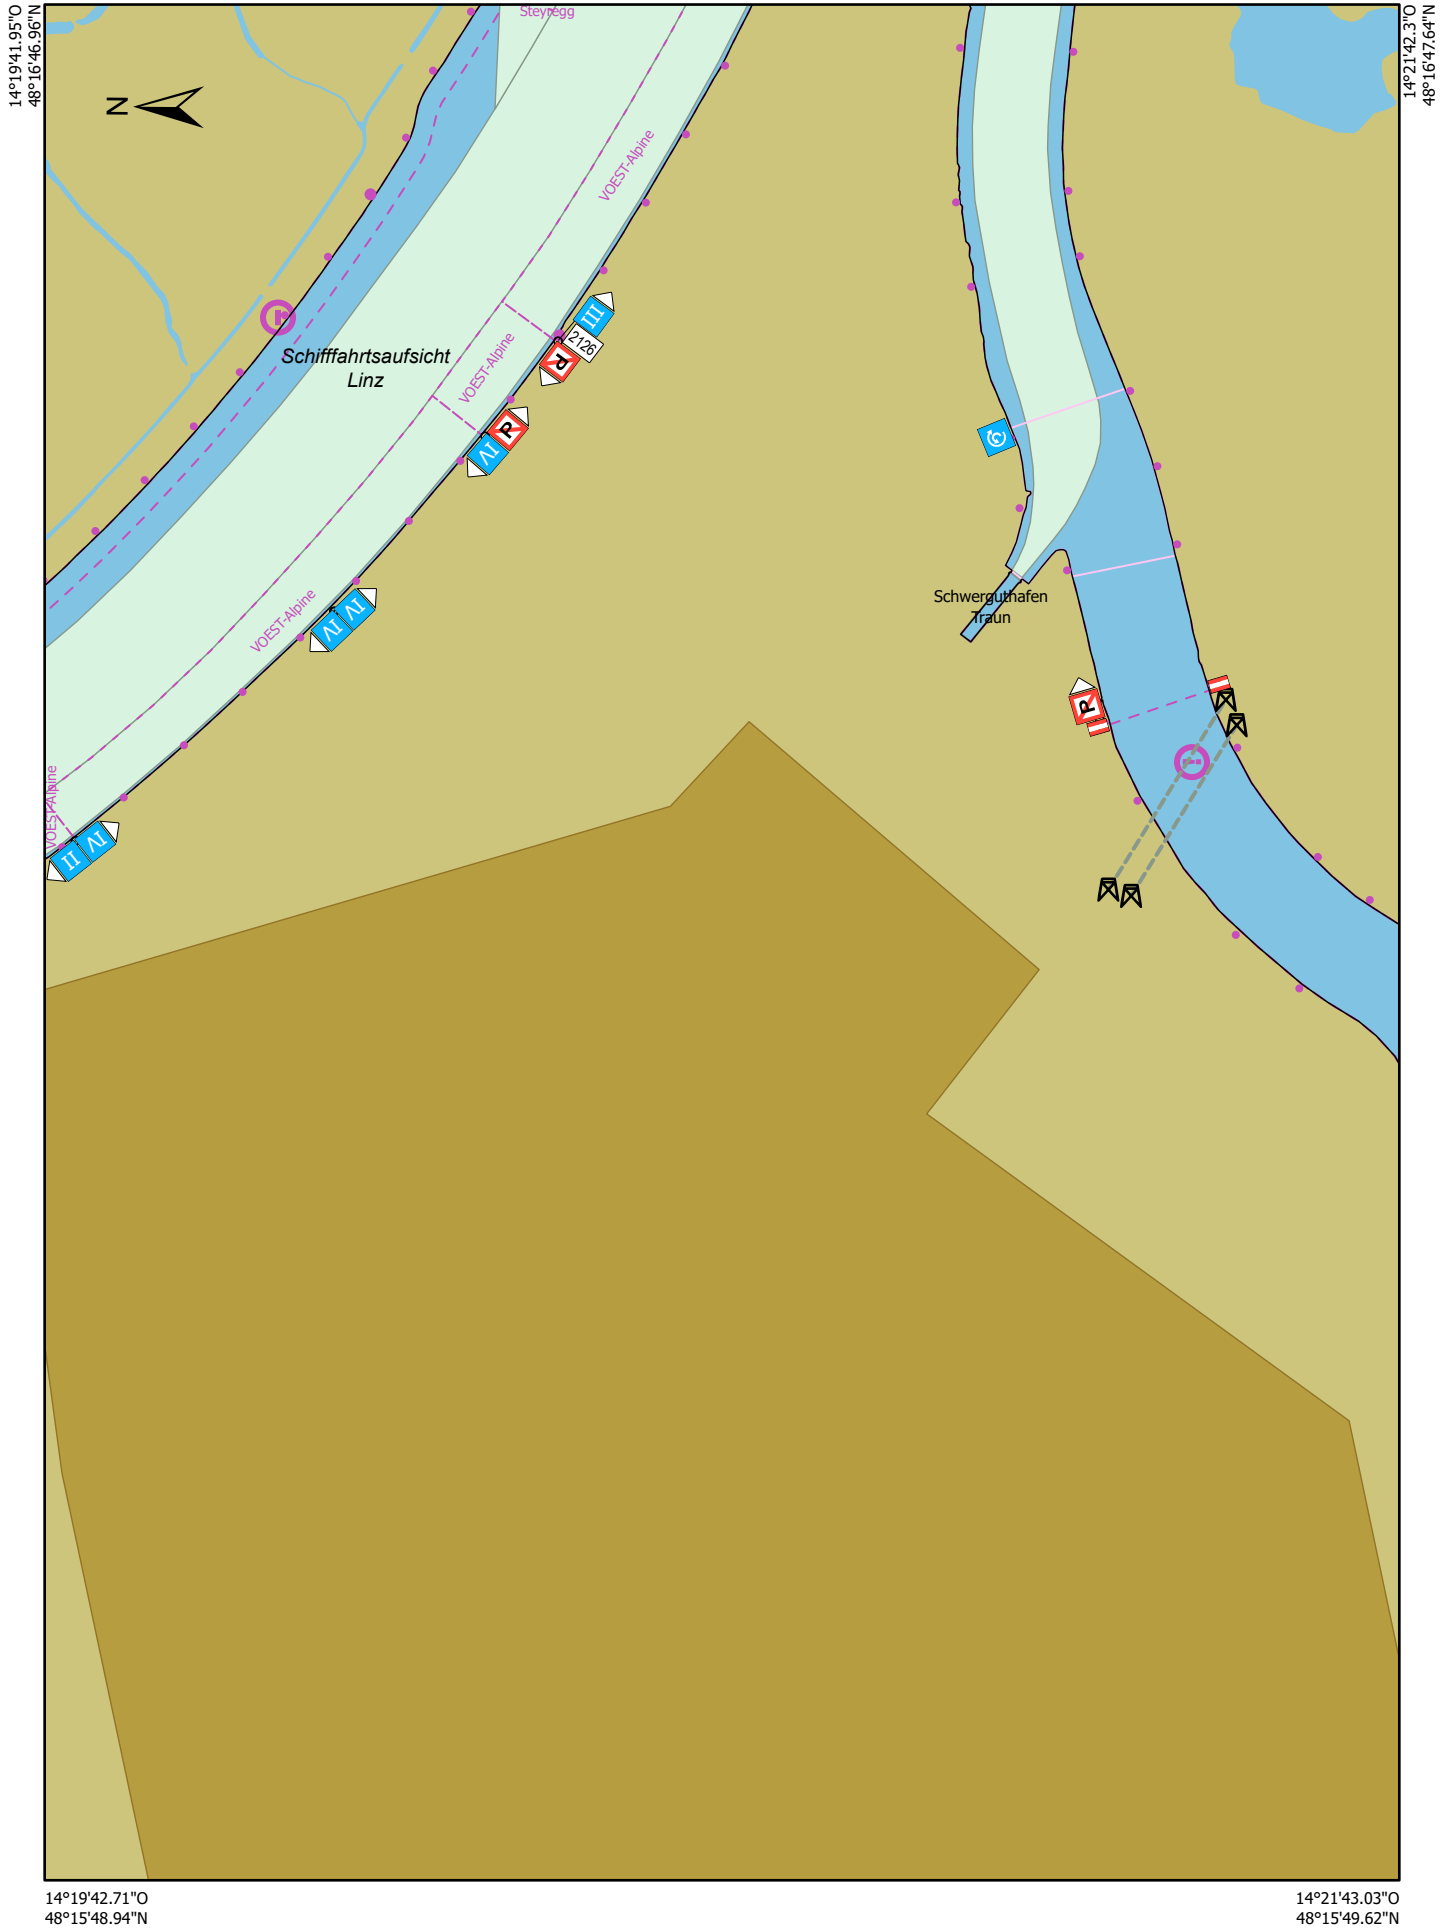 14°19'41.95"O
48°16'46.96"N
14°21'42.3"O
48°16'47.64"N
Steyregg
N
VOEST-Alpine
III
2126
P
VOEST-Alpine
Schifffahrtsaufsicht
Linz
P
IV
VOEST-Alpine
IV
IV
Schwerguthafen
Traun
P
VOEST-Alpine
IV
II
14°19'42.71"O
48°15'48.94"N
14°21'43.03"O
48°15'49.62"N